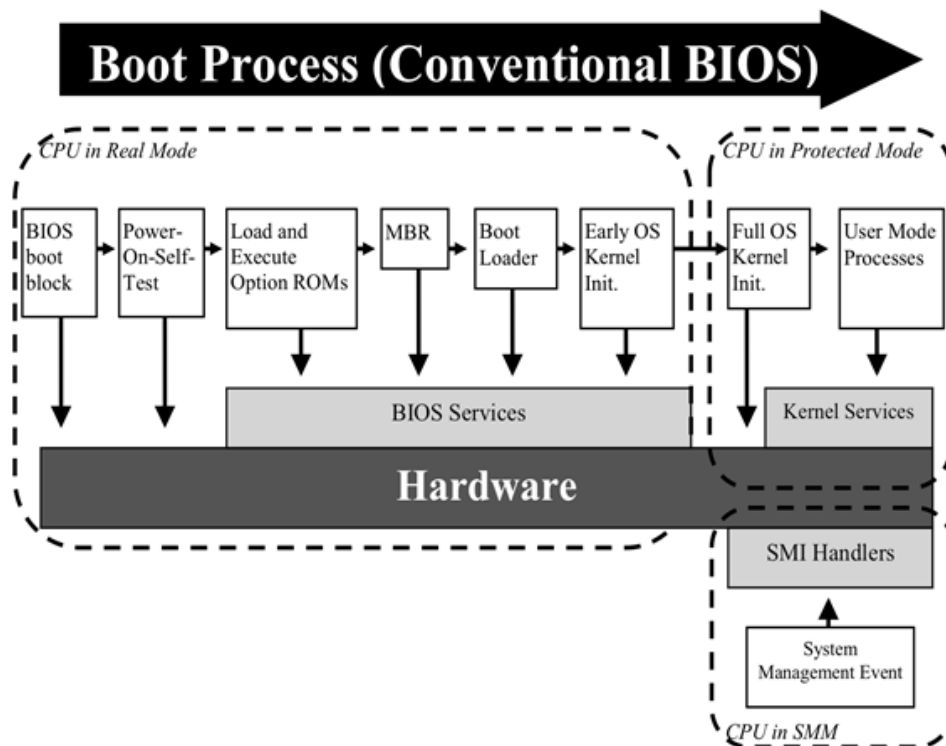 Boot Process (Conventional BIOS)
CPU in Real Mode
CPU in Protected Mode
BIOS
boot
block
Power-
On-Self-
Test
Load and
Execute
Option ROMs
MBR
Boot
Loader
Early OS
Kernel
Init.
Full OS
Kernel
Init.
User Mode
Processes
BIOS Services
Kernel Services
Hardware
SMI Handlers
System
Management Event
CPU in SMM